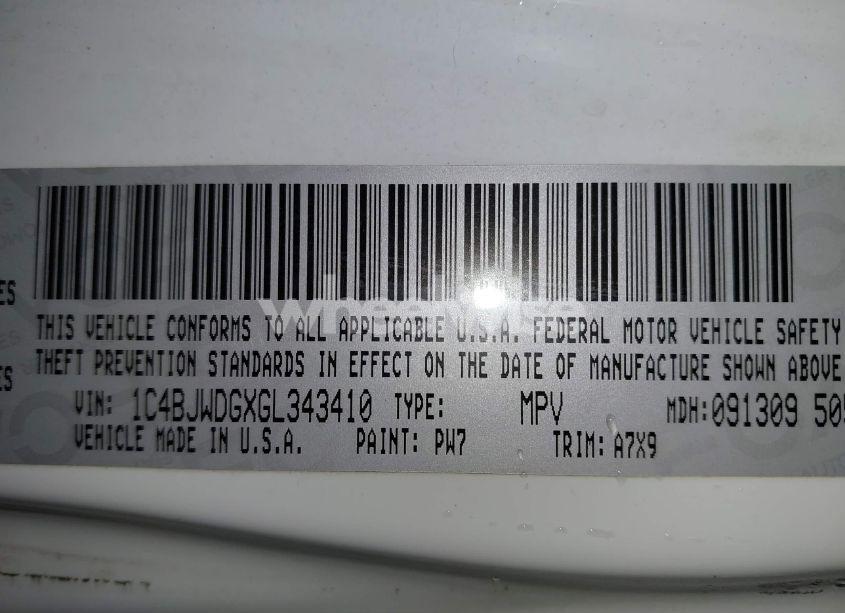 THIS VEHICLE CONFORMS TO ALL APPLICABLE U.S.A. FEDERAL MOTOR VEHICLE SAFETY
THEFT PREVENTION STANDARDS IN EFFECT ON THE DATE OF MANUFACTURE SHOWN ABOVE
VIN: 1C4BJWDGXGL343410 TYPE: MPV MDH:091309 505
VEHICLE MADE IN U.S.A. PAINT: PW7 TRIM: A7X9